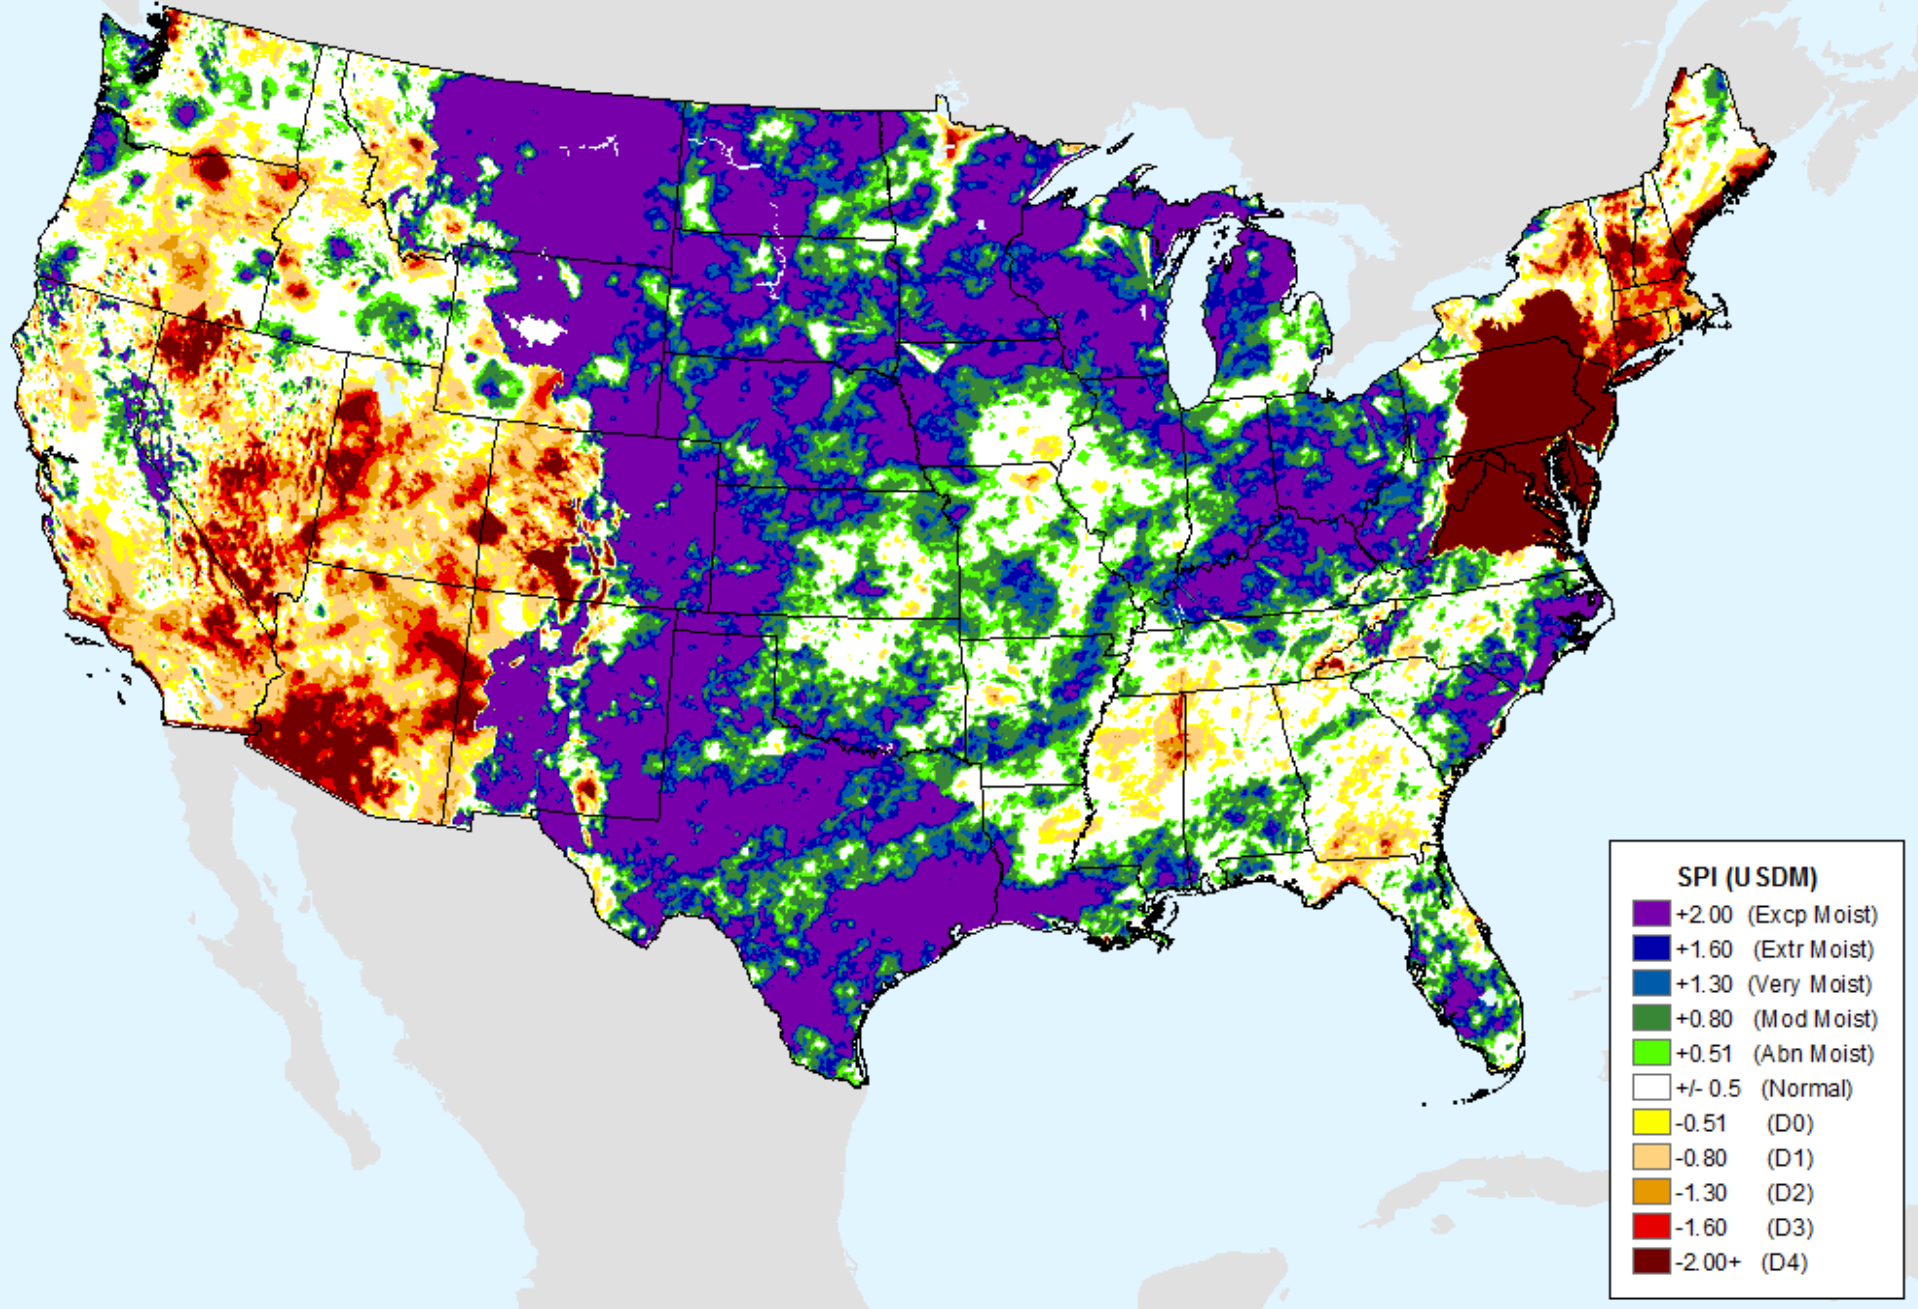 SPI (USDM)
+2.00 (Excp Moist)
+1.60 (Extr Moist)
+1.30 (Very Moist)
+0.80 (Mod Moist)
+0.51 (Abn Moist)
+/- 0.5 (Normal)
-0.51 (D0)
-0.80 (D1)
-1.30 (D2)
-1.60 (D3)
-2.00+ (D4)